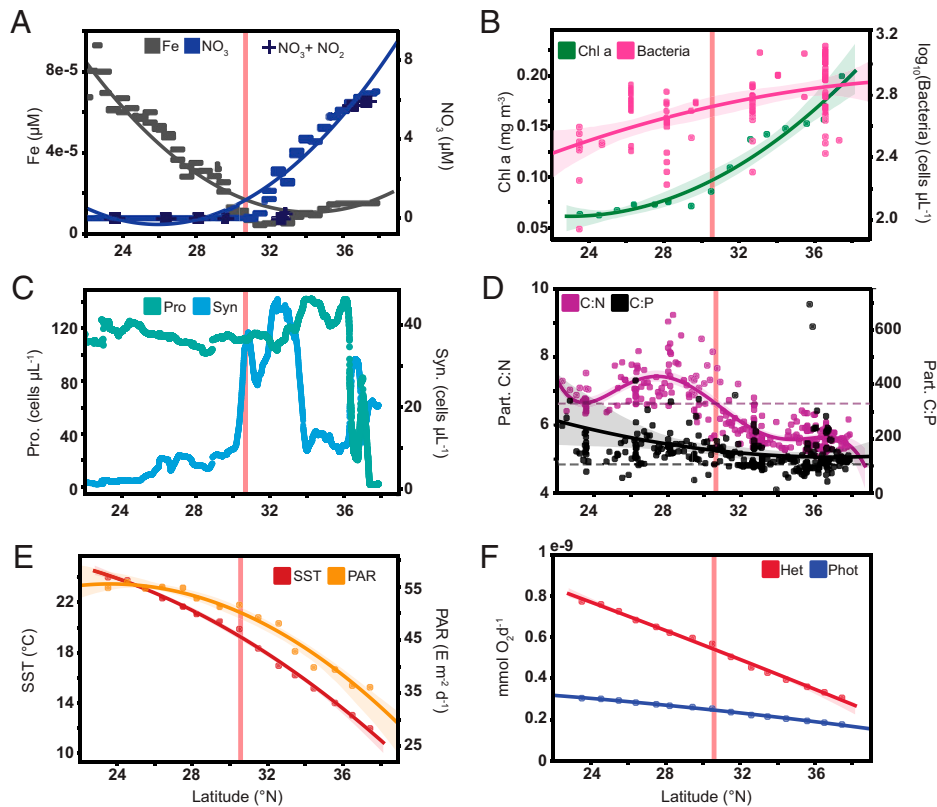 A
Fe NO3 NO3+ NO2
8e-5
4e-5
0
Fe (µM)
8
4
0
NO3 (µM)
24 28 32 36
B
Chl a Bacteria
0.20
0.15
0.10
0.05
Chl a (mg m-3)
3.2
2.8
2.4
2.0
log10(Bacteria) (cells µL-1)
24 28 32 36
C
Pro Syn
120
80
40
0
Pro. (cells µL-1)
40
20
0
Syn. (cells µL-1)
24 28 32 36
D
C:N C:P
10
8
6
4
Part. C:N
600
400
200
0
Part. C:P
24 28 32 36
E
SST PAR
22
18
14
10
SST (°C)
55
45
35
25
PAR (E m-2 d-1)
24 28 32 36
Latitude (°N)
F
1 e-9
Het Phot
0.8
0.6
0.4
0.2
0
mmol O2d-1
24 28 32 36
Latitude (°N)